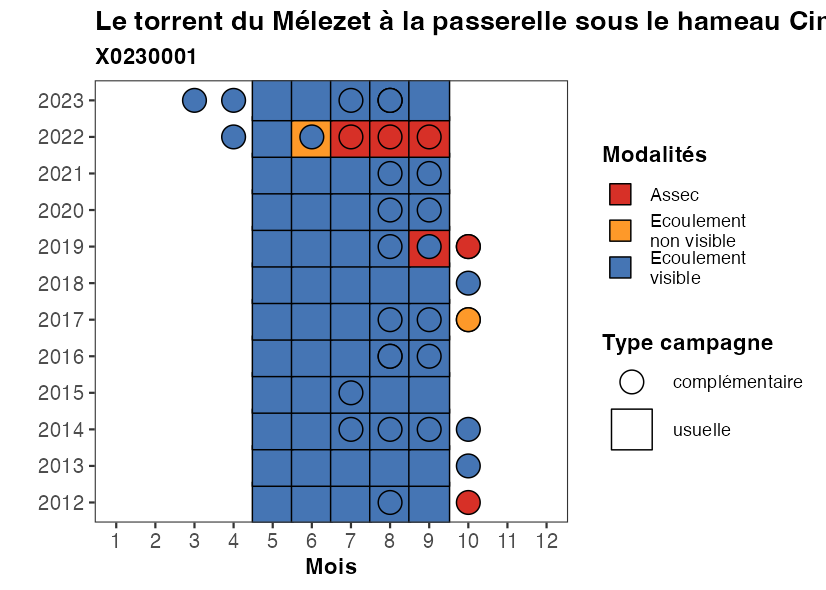 Le torrent du Mélezet à la passerelle sous le hameau Cir
X0230001
2023
2022
2021
2020
2019
2018
2017
2016
2015
2014
2013
2012
1 2 3 4 5 6 7 8 9 10 11 12
Mois
Modalités
Assec
Ecoulement
non visible
Ecoulement
visible
Type campagne
complémentaire
usuelle